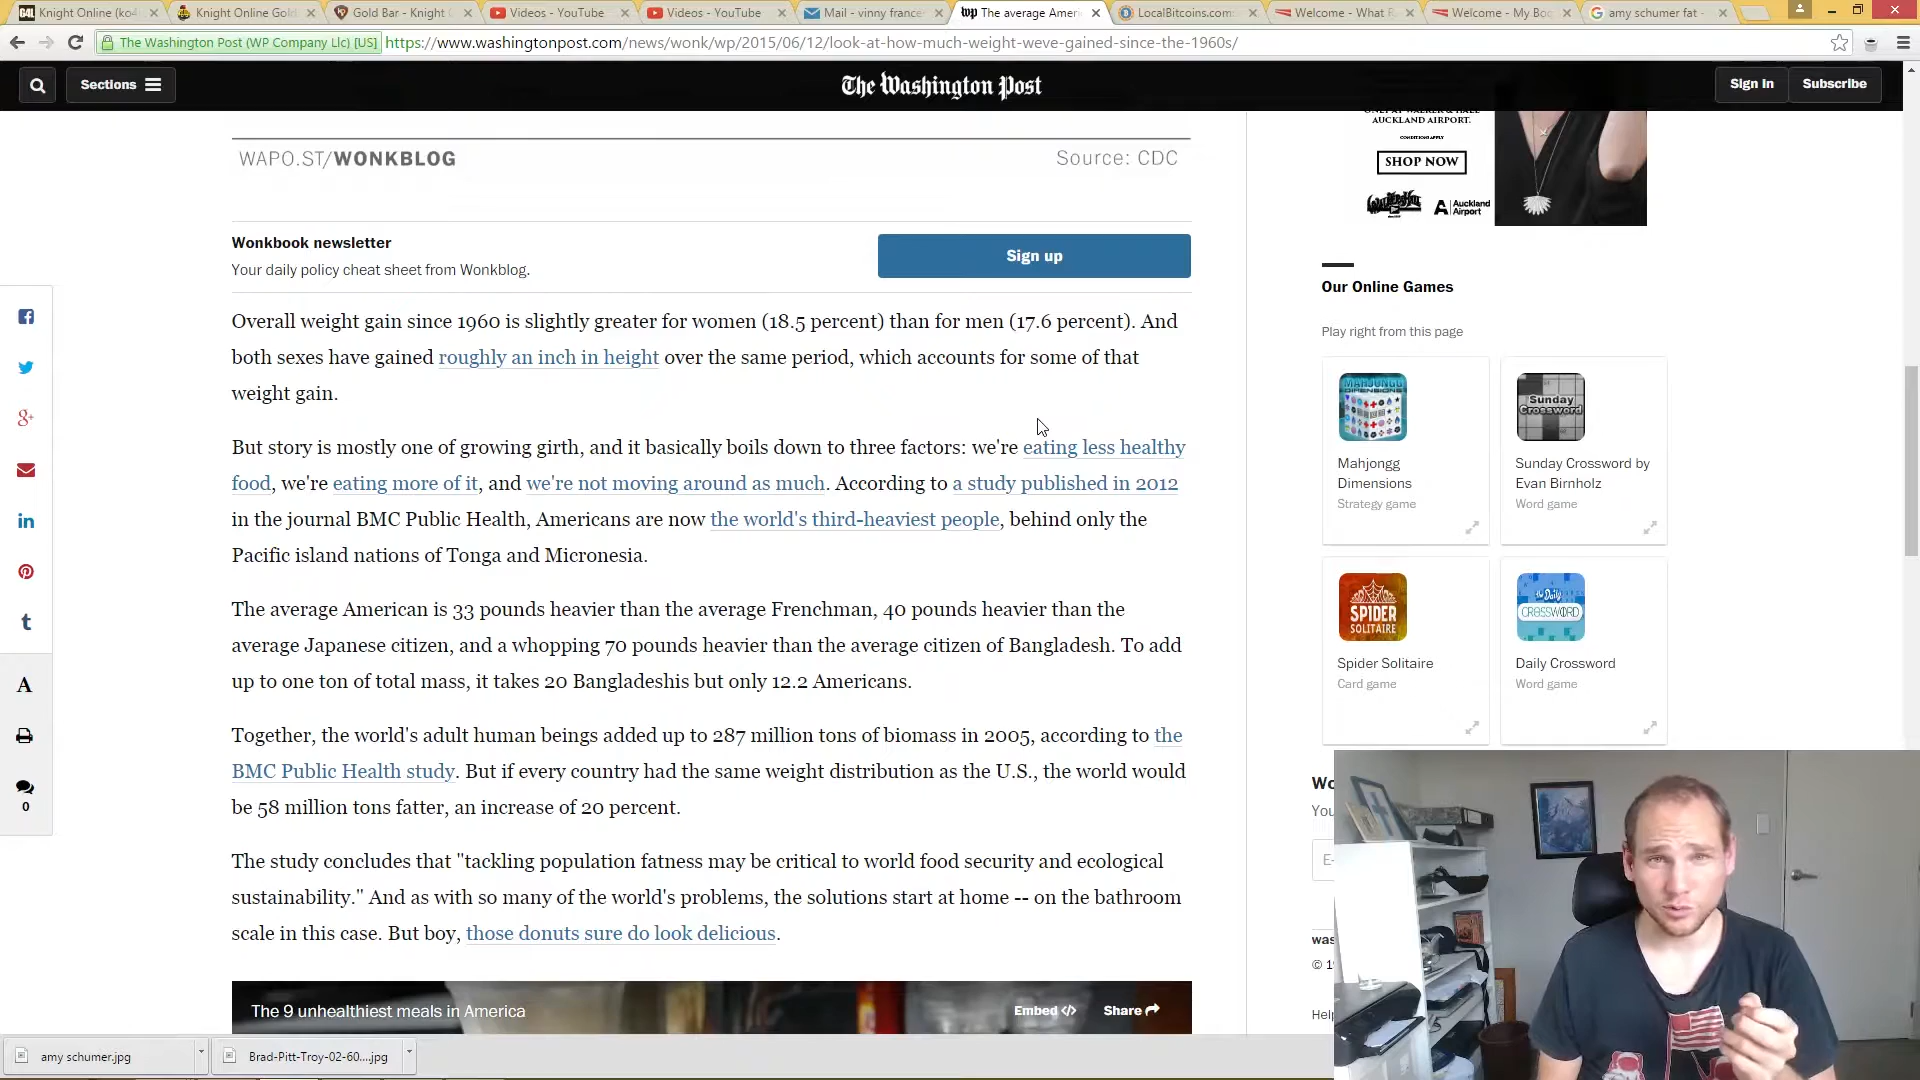 Knight Online (ko4
Knight Online Gold
Gold Bar - Knight
Videos - YouTube
Videos - YouTube
Mail - vinny france
The average Amer
LocalBitcoins.com
Welcome - What
Welcome - My Boo
amy schumer fat -
The Washington Post (WP Company Llc) [US]
https://www.washingtonpost.com/news/wonk/wp/2015/06/12/look-at-how-much-weight-weve-gained-since-the-1960s/
Sections
The Washington Post
Sign In
Subscribe
WAPO.ST/WONKBLOG
Source: CDC
AUCKLAND AIRPORT.
CONDITIONS APPLY
SHOP NOW
Auckland
Airport
Wonkbook newsletter
Your daily policy cheat sheet from Wonkblog.
Sign up
Overall weight gain since 1960 is slightly greater for women (18.5 percent) than for men (17.6 percent). And
both sexes have gained roughly an inch in height over the same period, which accounts for some of that
weight gain.
But story is mostly one of growing girth, and it basically boils down to three factors: we're eating less healthy
food, we're eating more of it, and we're not moving around as much. According to a study published in 2012
in the journal BMC Public Health, Americans are now the world's third-heaviest people, behind only the
Pacific island nations of Tonga and Micronesia.
The average American is 33 pounds heavier than the average Frenchman, 40 pounds heavier than the
average Japanese citizen, and a whopping 70 pounds heavier than the average citizen of Bangladesh. To add
up to one ton of total mass, it takes 20 Bangladeshis but only 12.2 Americans.
Together, the world's adult human beings added up to 287 million tons of biomass in 2005, according to the
BMC Public Health study. But if every country had the same weight distribution as the U.S., the world would
be 58 million tons fatter, an increase of 20 percent.
The study concludes that "tackling population fatness may be critical to world food security and ecological
sustainability." And as with so many of the world's problems, the solutions start at home -- on the bathroom
scale in this case. But boy, those donuts sure do look delicious.
The 9 unhealthiest meals in America
Embed
Share
0
Our Online Games
Play right from this page
MAHJONGG
DIMENSIONS
Mahjongg
Dimensions
Strategy game
Sunday
Crossword
Sunday Crossword by
Evan Birnholz
Word game
SPIDER
SOLITAIRE
Spider Solitaire
Card game
the Daily
CROSSWORD
Daily Crossword
Word game
Wo
You
E-
was
© 1
Help
amy schumer.jpg
Brad-Pitt-Troy-02-60....jpg